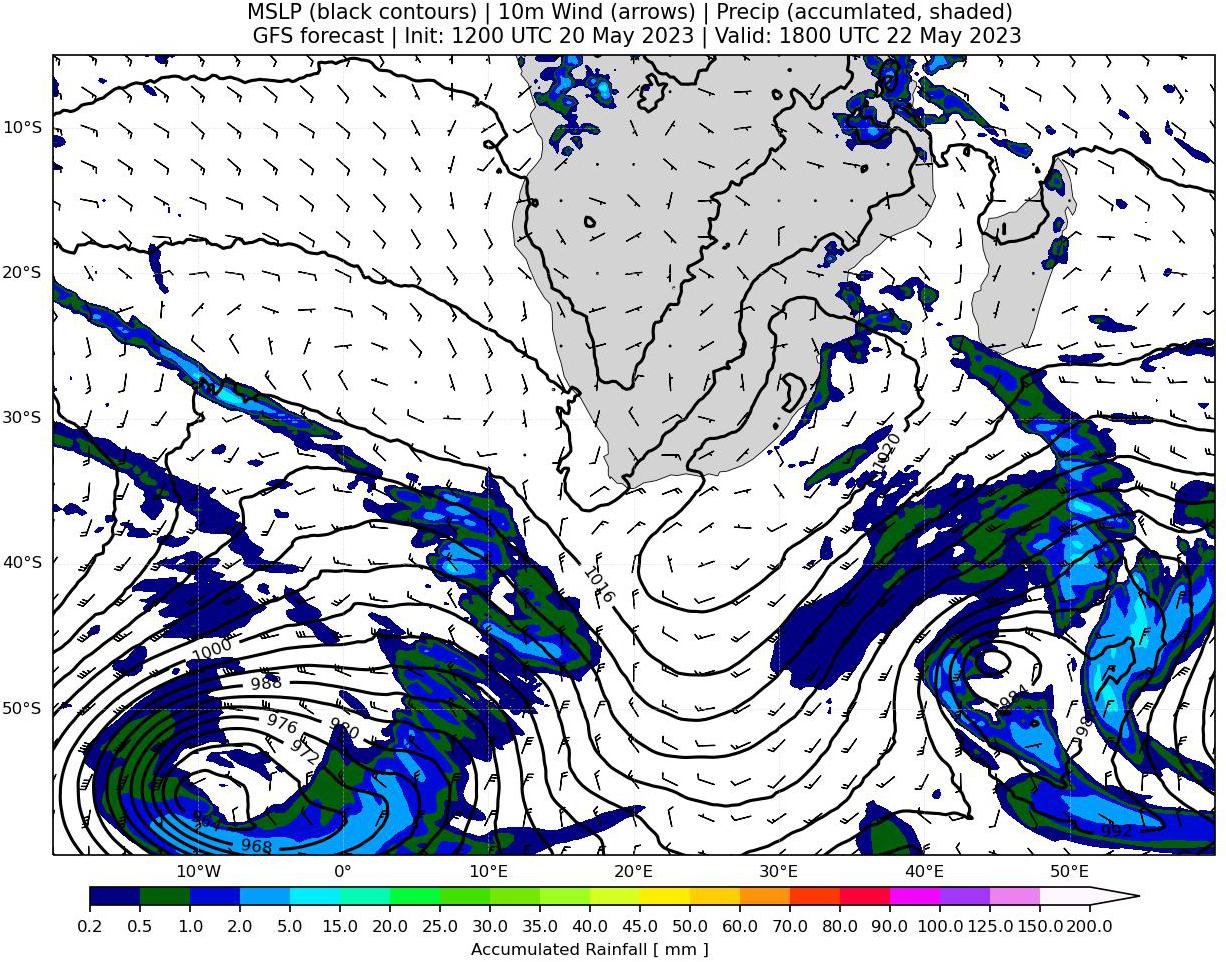 MSLP (black contours) | 10m Wind (arrows) | Precip (accumlated, shaded)
GFS forecast | Init: 1200 UTC 20 May 2023 | Valid: 1800 UTC 22 May 2023
10°S
20°S
30°S
1020
40°S
1016
1000
988
984
50°S
976
980
98
972
964
992
968
10°W
0°
10°E
20°E
30°E
40°E
50°E
0.2 0.5 1.0 2.0 5.0 10.0 15.0 20.0 25.0 30.0 35.0 40.0 45.0 50.0 60.0 70.0 80.0 90.0 100.0 125.0 150.0 200.0
Accumulated Rainfall [ mm ]